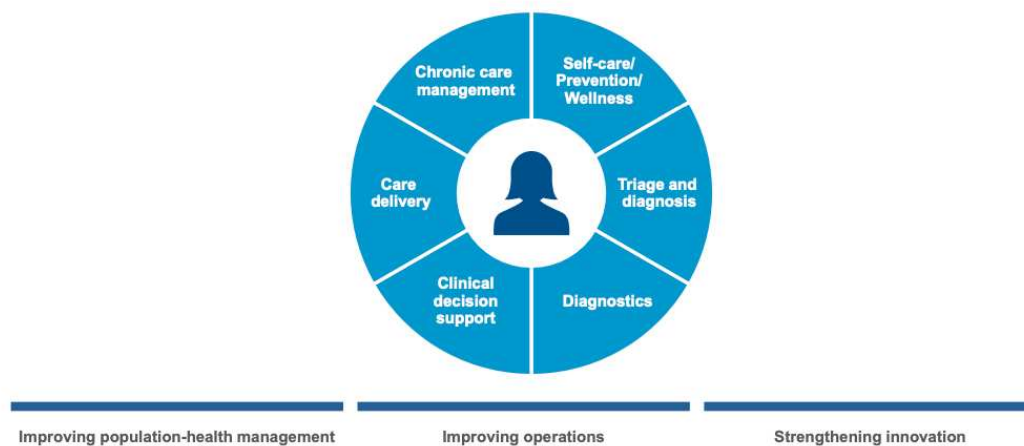 Chronic care
management
Self-care/
Prevention/
Wellness
Care
delivery
Triage and
diagnosis
Clinical
decision
support
Diagnostics
Improving population-health management
Improving operations
Strengthening innovation